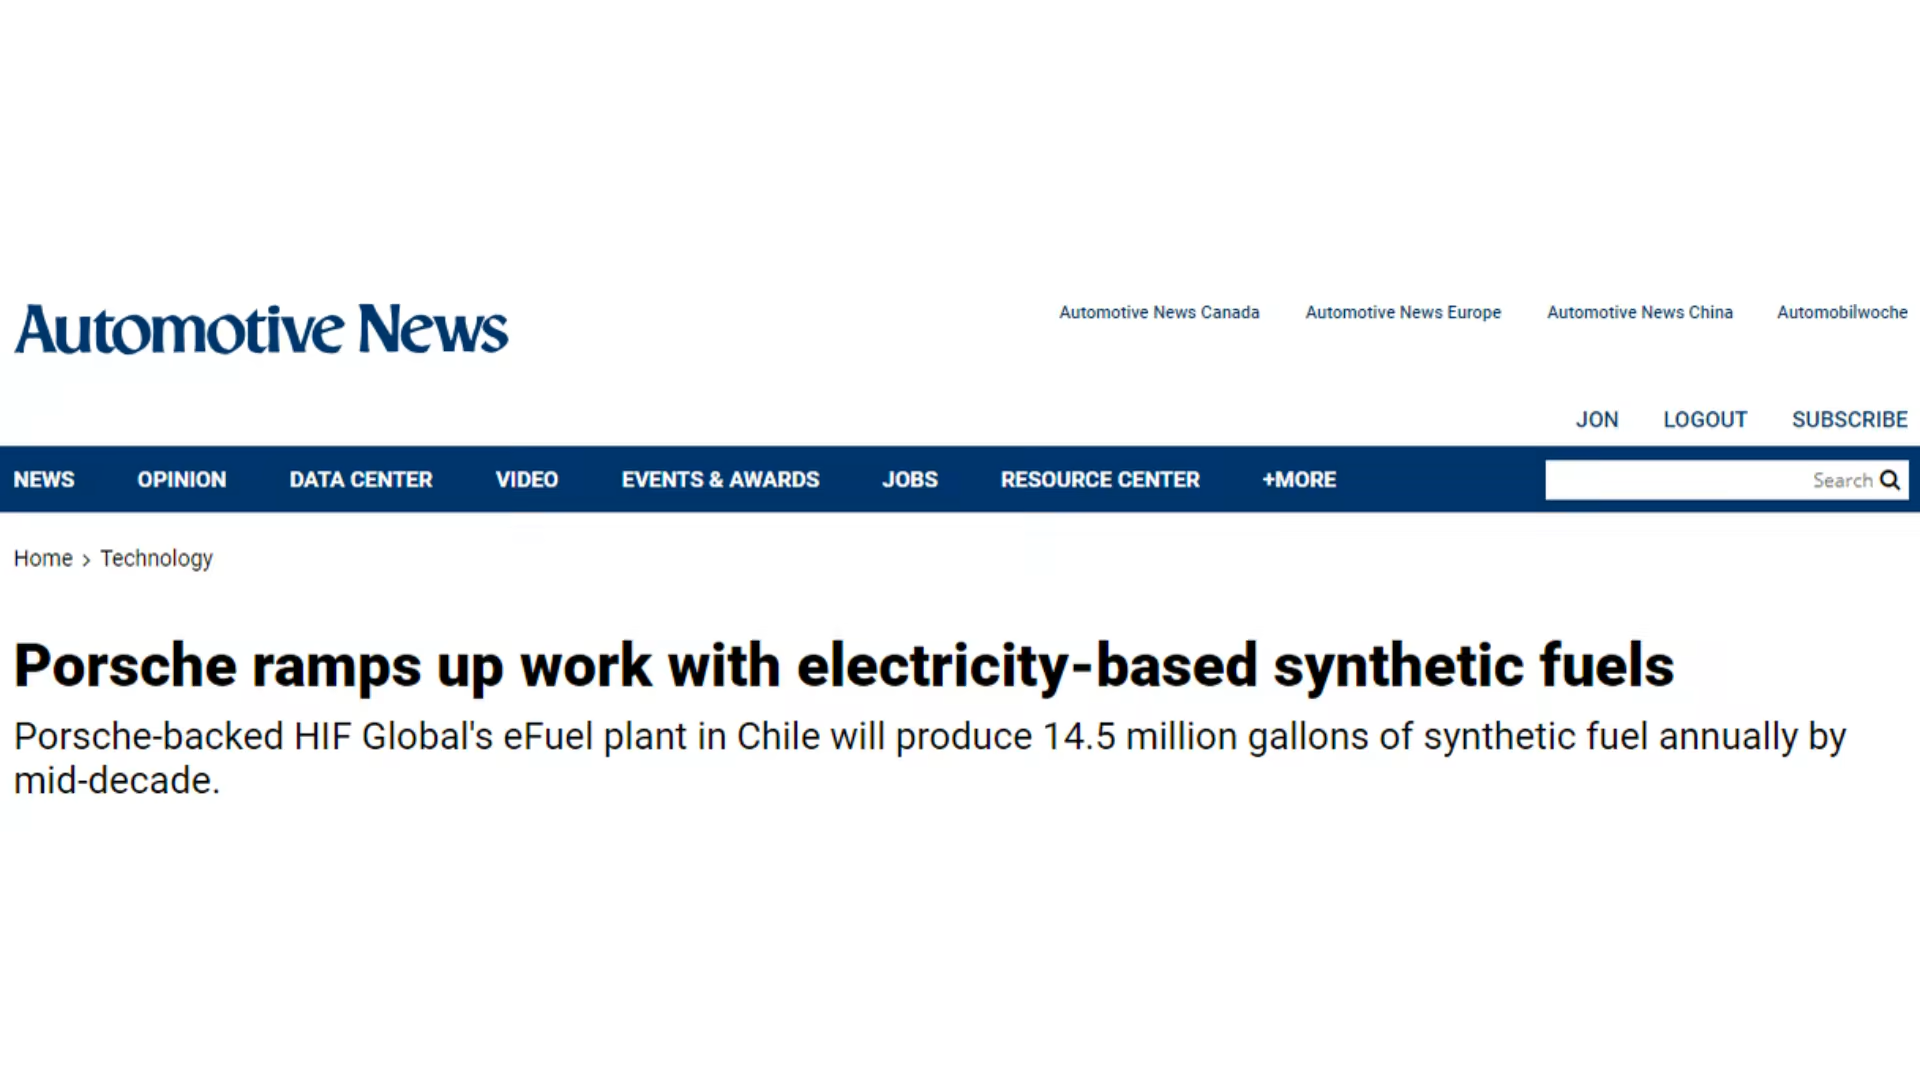 Automotive News
Automotive News Canada Automotive News Europe Automotive News China Automobilwoche
JON LOGOUT SUBSCRIBE
NEWS OPINION DATA CENTER VIDEO EVENTS & AWARDS JOBS RESOURCE CENTER +MORE Search
Home > Technology
Porsche ramps up work with electricity-based synthetic fuels
Porsche-backed HIF Global's eFuel plant in Chile will produce 14.5 million gallons of synthetic fuel annually by
mid-decade.